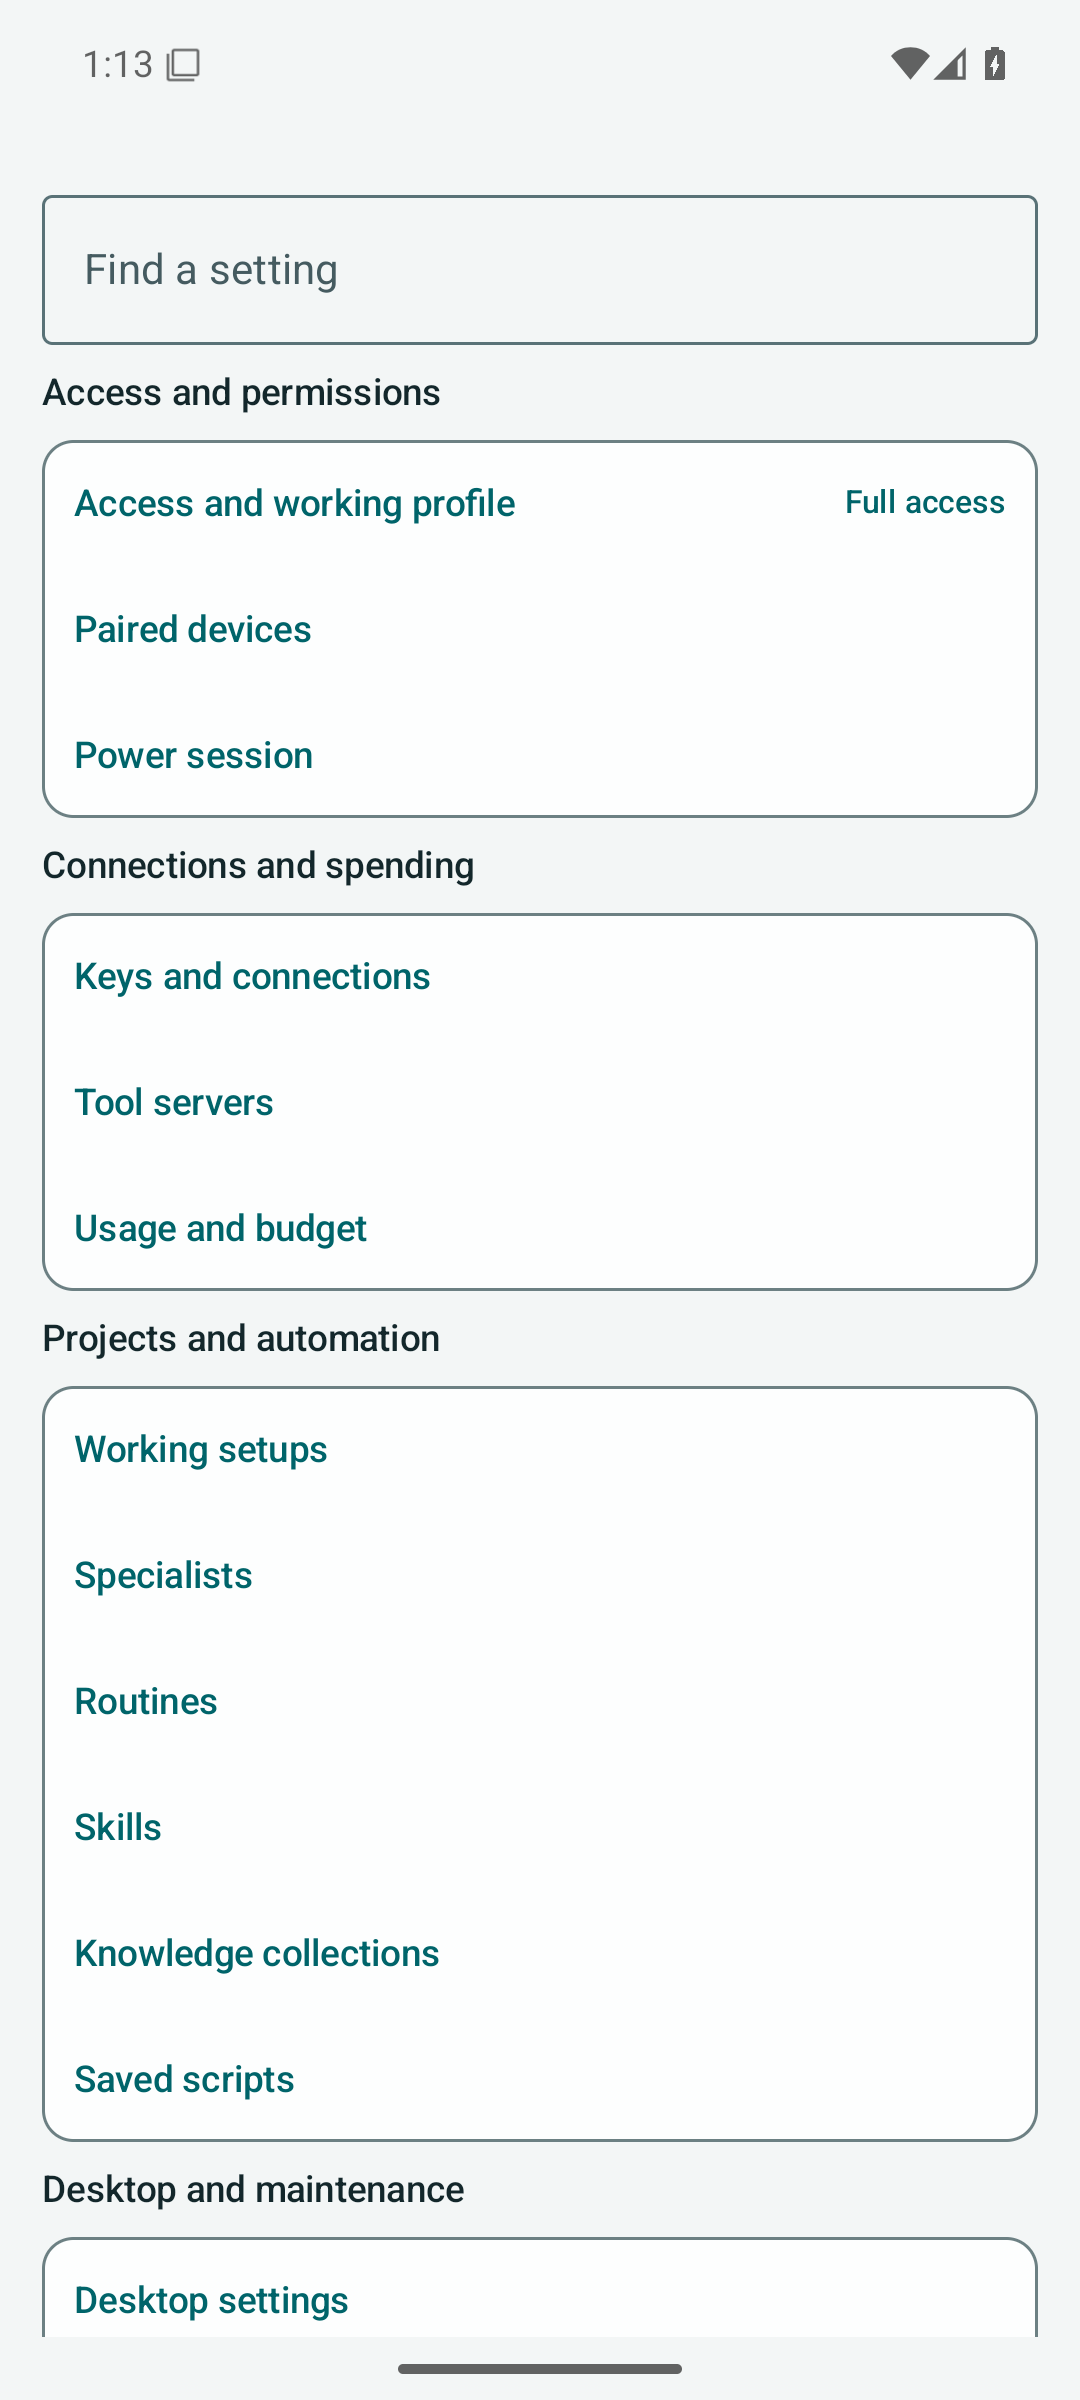 1:13
Find a setting
Access and permissions
Access and working profile Full access
Paired devices
Power session
Connections and spending
Keys and connections
Tool servers
Usage and budget
Projects and automation
Working setups
Specialists
Routines
Skills
Knowledge collections
Saved scripts
Desktop and maintenance
Desktop settings